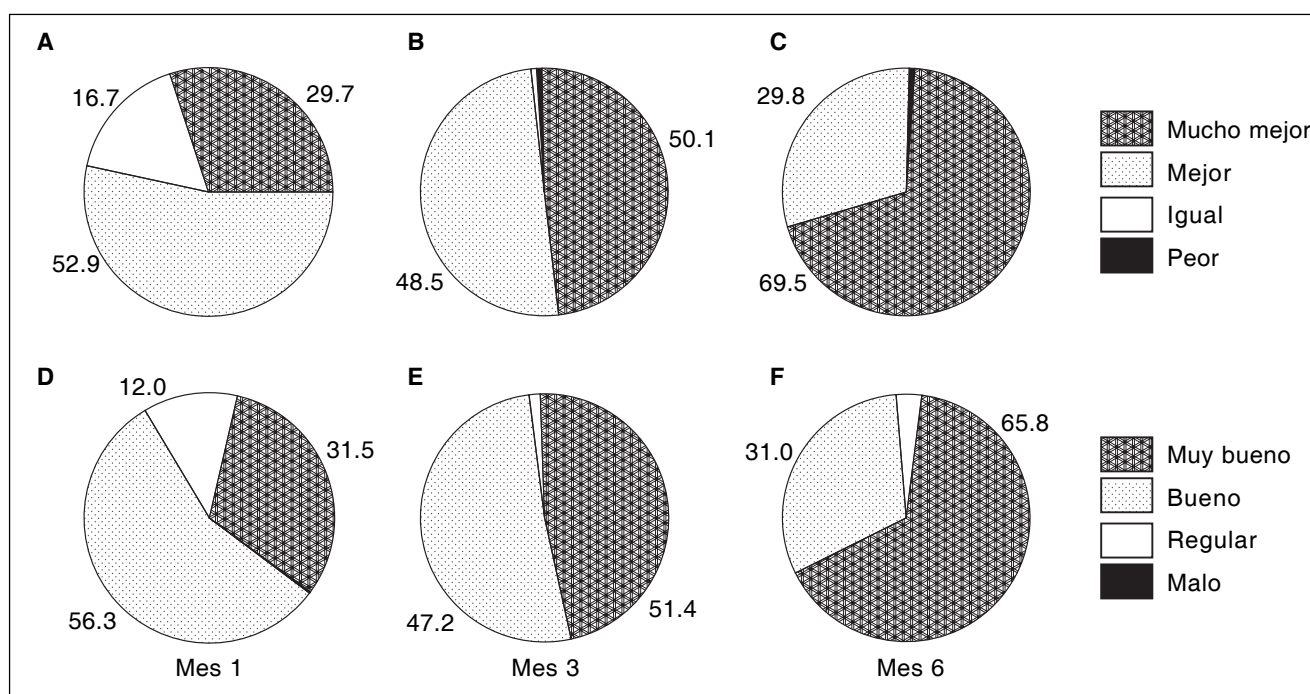 A
16.7
29.7
52.9
B
50.1
48.5
C
29.8
69.5
Mucho mejor
Mejor
Igual
Peor
D
12.0
31.5
56.3
Mes 1
E
47.2
51.4
Mes 3
F
31.0
65.8
Mes 6
Muy bueno
Bueno
Regular
Malo